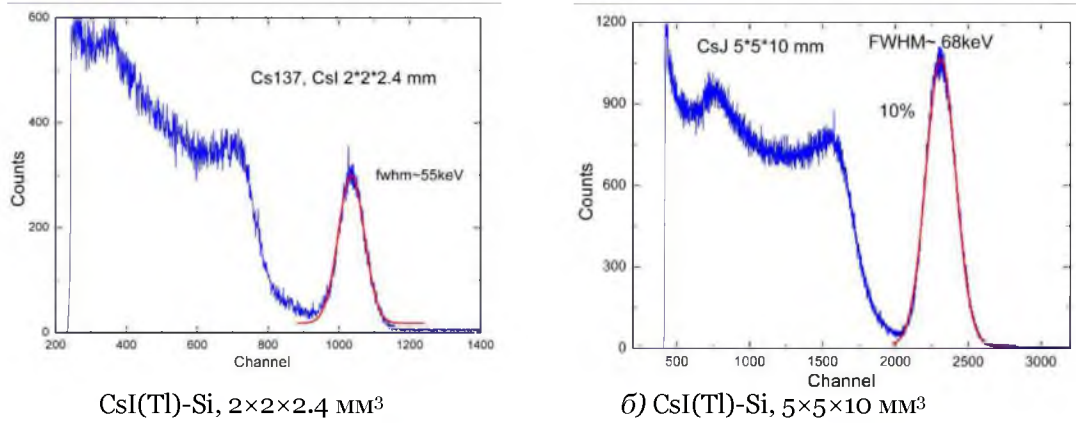 600
400
200
0
Counts
Cs137, CsI 2*2*2.4 mm
fwhm~55keV
200 400 600 800 1000 1200 1400
Channel
CsI(Tl)-Si, 2×2×2.4 мм³
1200
900
600
300
0
Counts
CsJ 5*5*10 mm
FWHM~ 68keV
10%
500 1000 1500 2000 2500 3000
Channel
б) CsI(Tl)-Si, 5×5×10 мм³